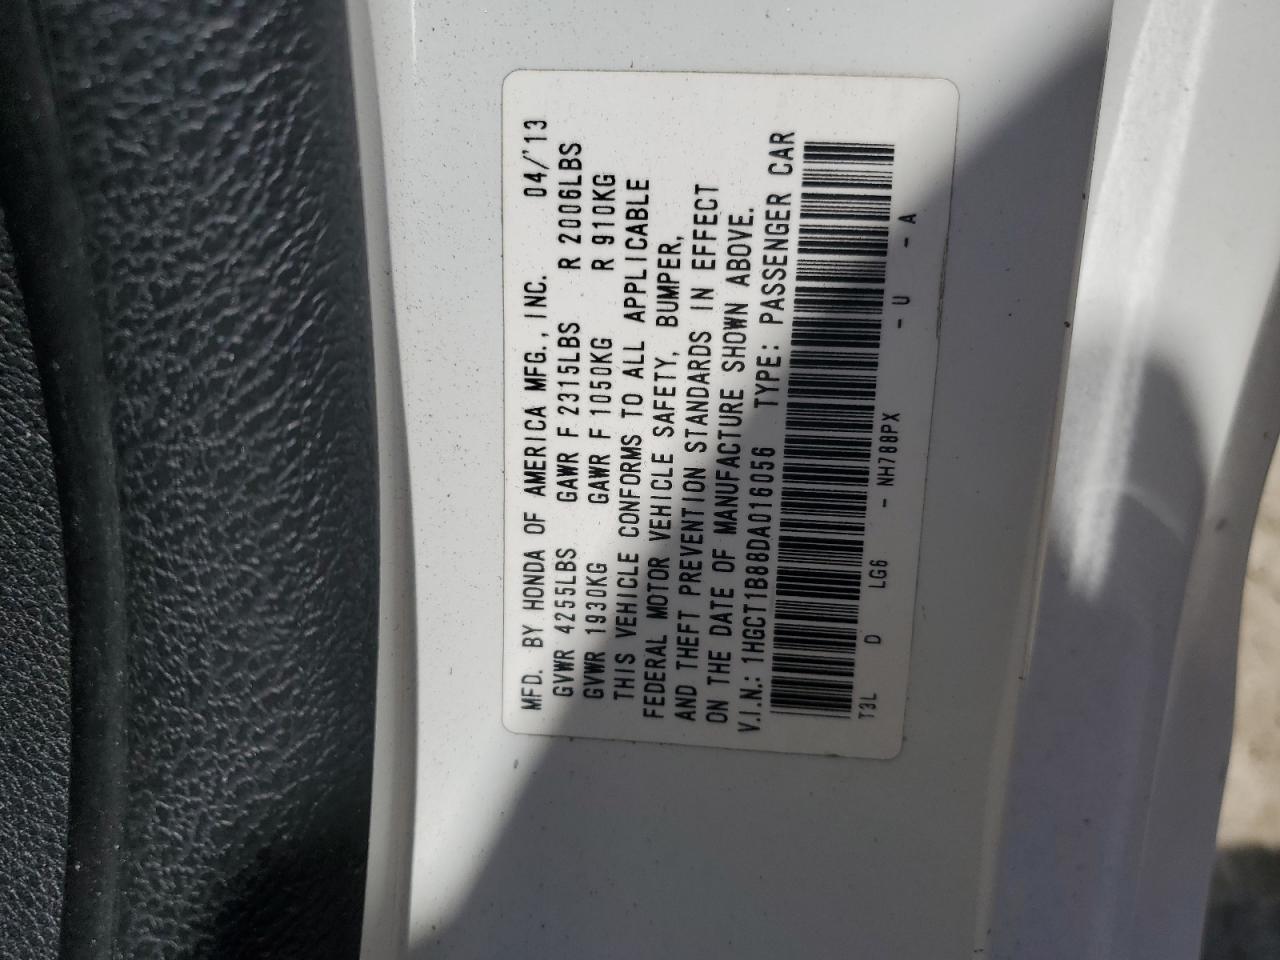 MFD. BY HONDA OF AMERICA MFG., INC. 04/'13
GVWR 4255LBS GAWR F 2315LBS R 2006LBS
GVWR 1930KG GAWR F 1050KG R 910KG
THIS VEHICLE CONFORMS TO ALL APPLICABLE
FEDERAL MOTOR VEHICLE SAFETY, BUMPER,
AND THEFT PREVENTION STANDARDS IN EFFECT
ON THE DATE OF MANUFACTURE SHOWN ABOVE.
V.I.N.: 1HGCT1B88DA016056 TYPE: PASSENGER CAR
T3L D LG6 - NH788PX - U - A